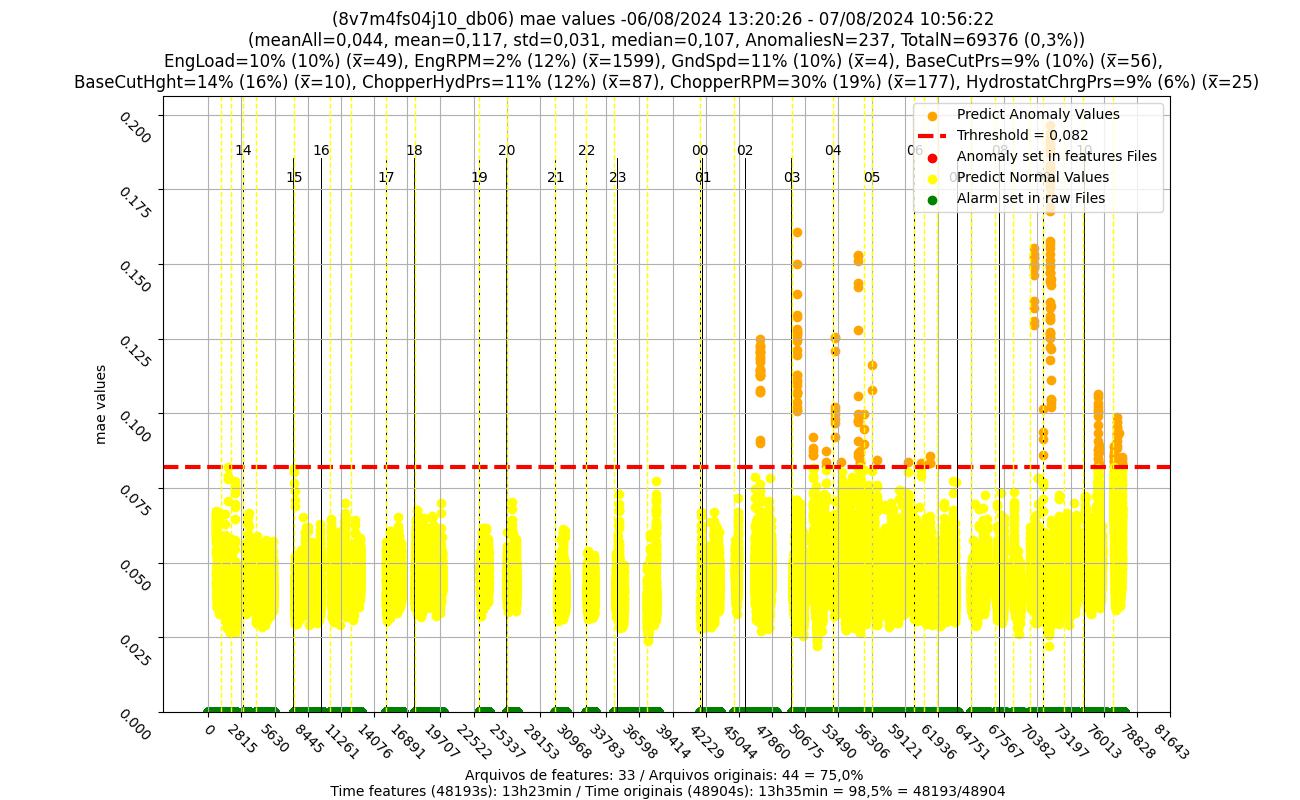 (8v7m4fs04j10_db06) mae values -06/08/2024 13:20:26 - 07/08/2024 10:56:22
(meanAll=0,044, mean=0,117, std=0,031, median=0,107, AnomaliesN=237, TotalN=69376 (0,3%))
EngLoad=10% (10%) (x̅=49), EngRPM=2% (12%) (x̅=1599), GndSpd=11% (10%) (x̅=4), BaseCutPrs=9% (10%) (x̅=56),
BaseCutHght=14% (16%) (x̅=10), ChopperHydPrs=11% (12%) (x̅=87), ChopperRPM=30% (19%) (x̅=177), HydrostatChrgPrs=9% (6%) (x̅=25)
Predict Anomaly Values
Trhreshold = 0,082
Anomaly set in features Files
Predict Normal Values
Alarm set in raw Files
14 16 18 20 22 00 02 04 06 08 10
15 17 19 21 23 01 03 05
0.200
0.175
0.150
0.125
0.100
0.075
0.050
0.025
0.000
mae values
0 2815 5630 8445 11261 14076 16891 19707 22522 25337 28153 30968 33783 36598 39414 42229 45044 47860 50675 53490 56306 59121 61936 64751 67567 70382 73197 76013 78828 81643
Arquivos de features: 33 / Arquivos originais: 44 = 75,0%
Time features (48193s): 13h23min / Time originais (48904s): 13h35min = 98,5% = 48193/48904